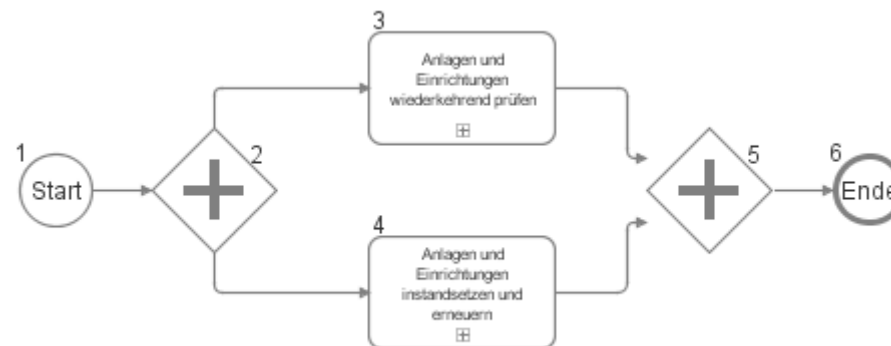 1
Start
2
3
Anlagen und
Einrichtungen
wiederkehrend prüfen
4
Anlagen und
Einrichtungen
instandsetzen und
erneuern
5
6
Ende